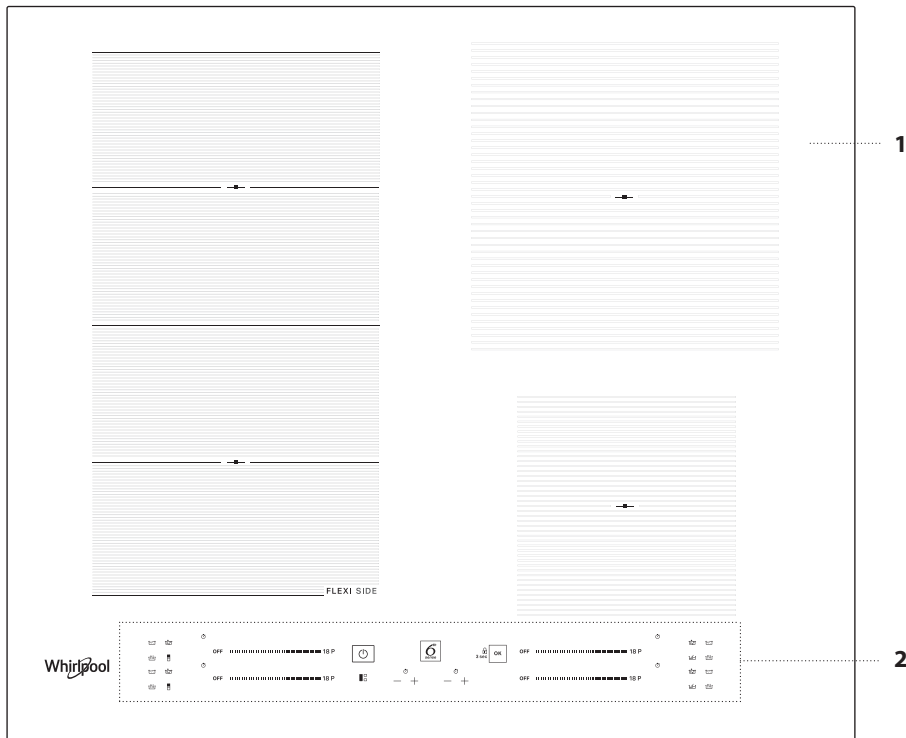 1
FLEXI SIDE
Whirlpool
OFF 18 P
6
SENSE
3 sec
OK
OFF 18 P
OFF 18 P
OFF 18 P
2